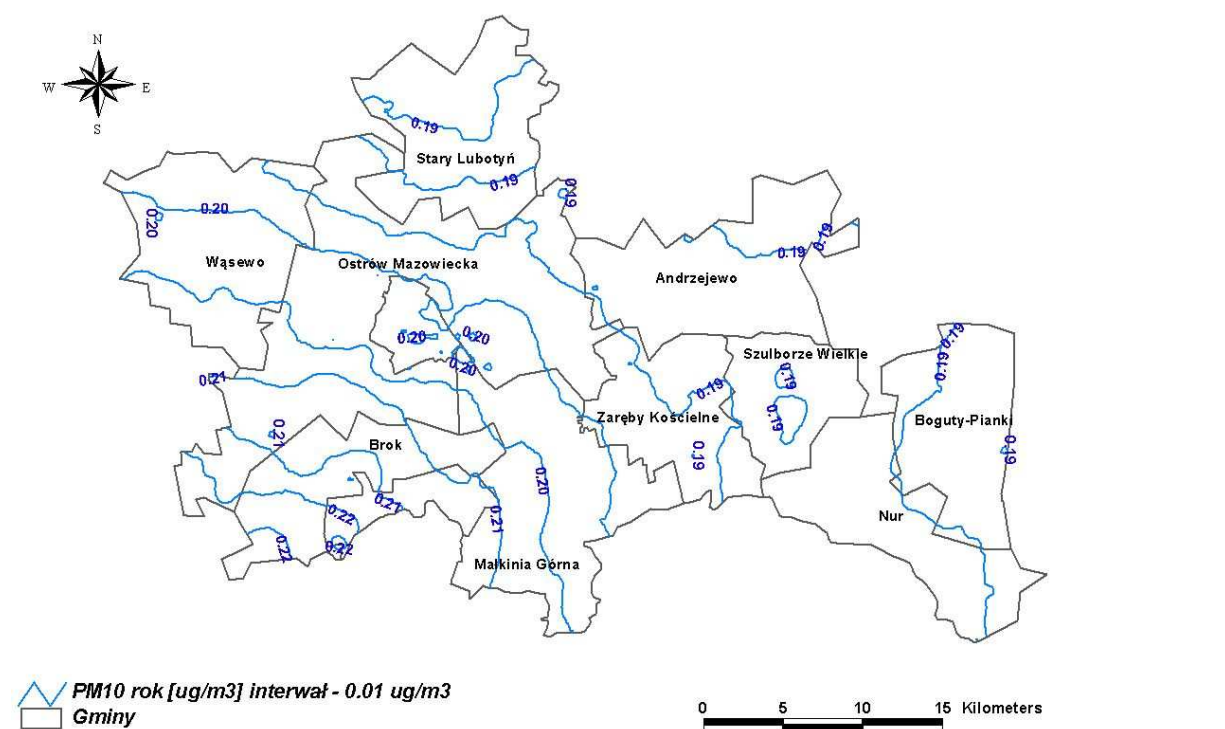 N
W E
S
0.19
Stary Lubotyń
0.19
0.19
0.20
0.20
0.19
0.19
Wąsewo
Ostrów Mazowiecka
Andrzejewo
0.20
0.20
0.20
Szulborze Wielkie
0.19
0.19
0.19
0.21
0.19
0.19
Zaręby Kościelne
Boguty-Pianki
0.21
Brok
0.19
0.19
0.20
0.21
0.22
0.21
Nur
0.22
0.22
Małkinia Górna
PM10 rok [ug/m3] interwał - 0.01 ug/m3
Gminy
0 5 10 15 Kilometers